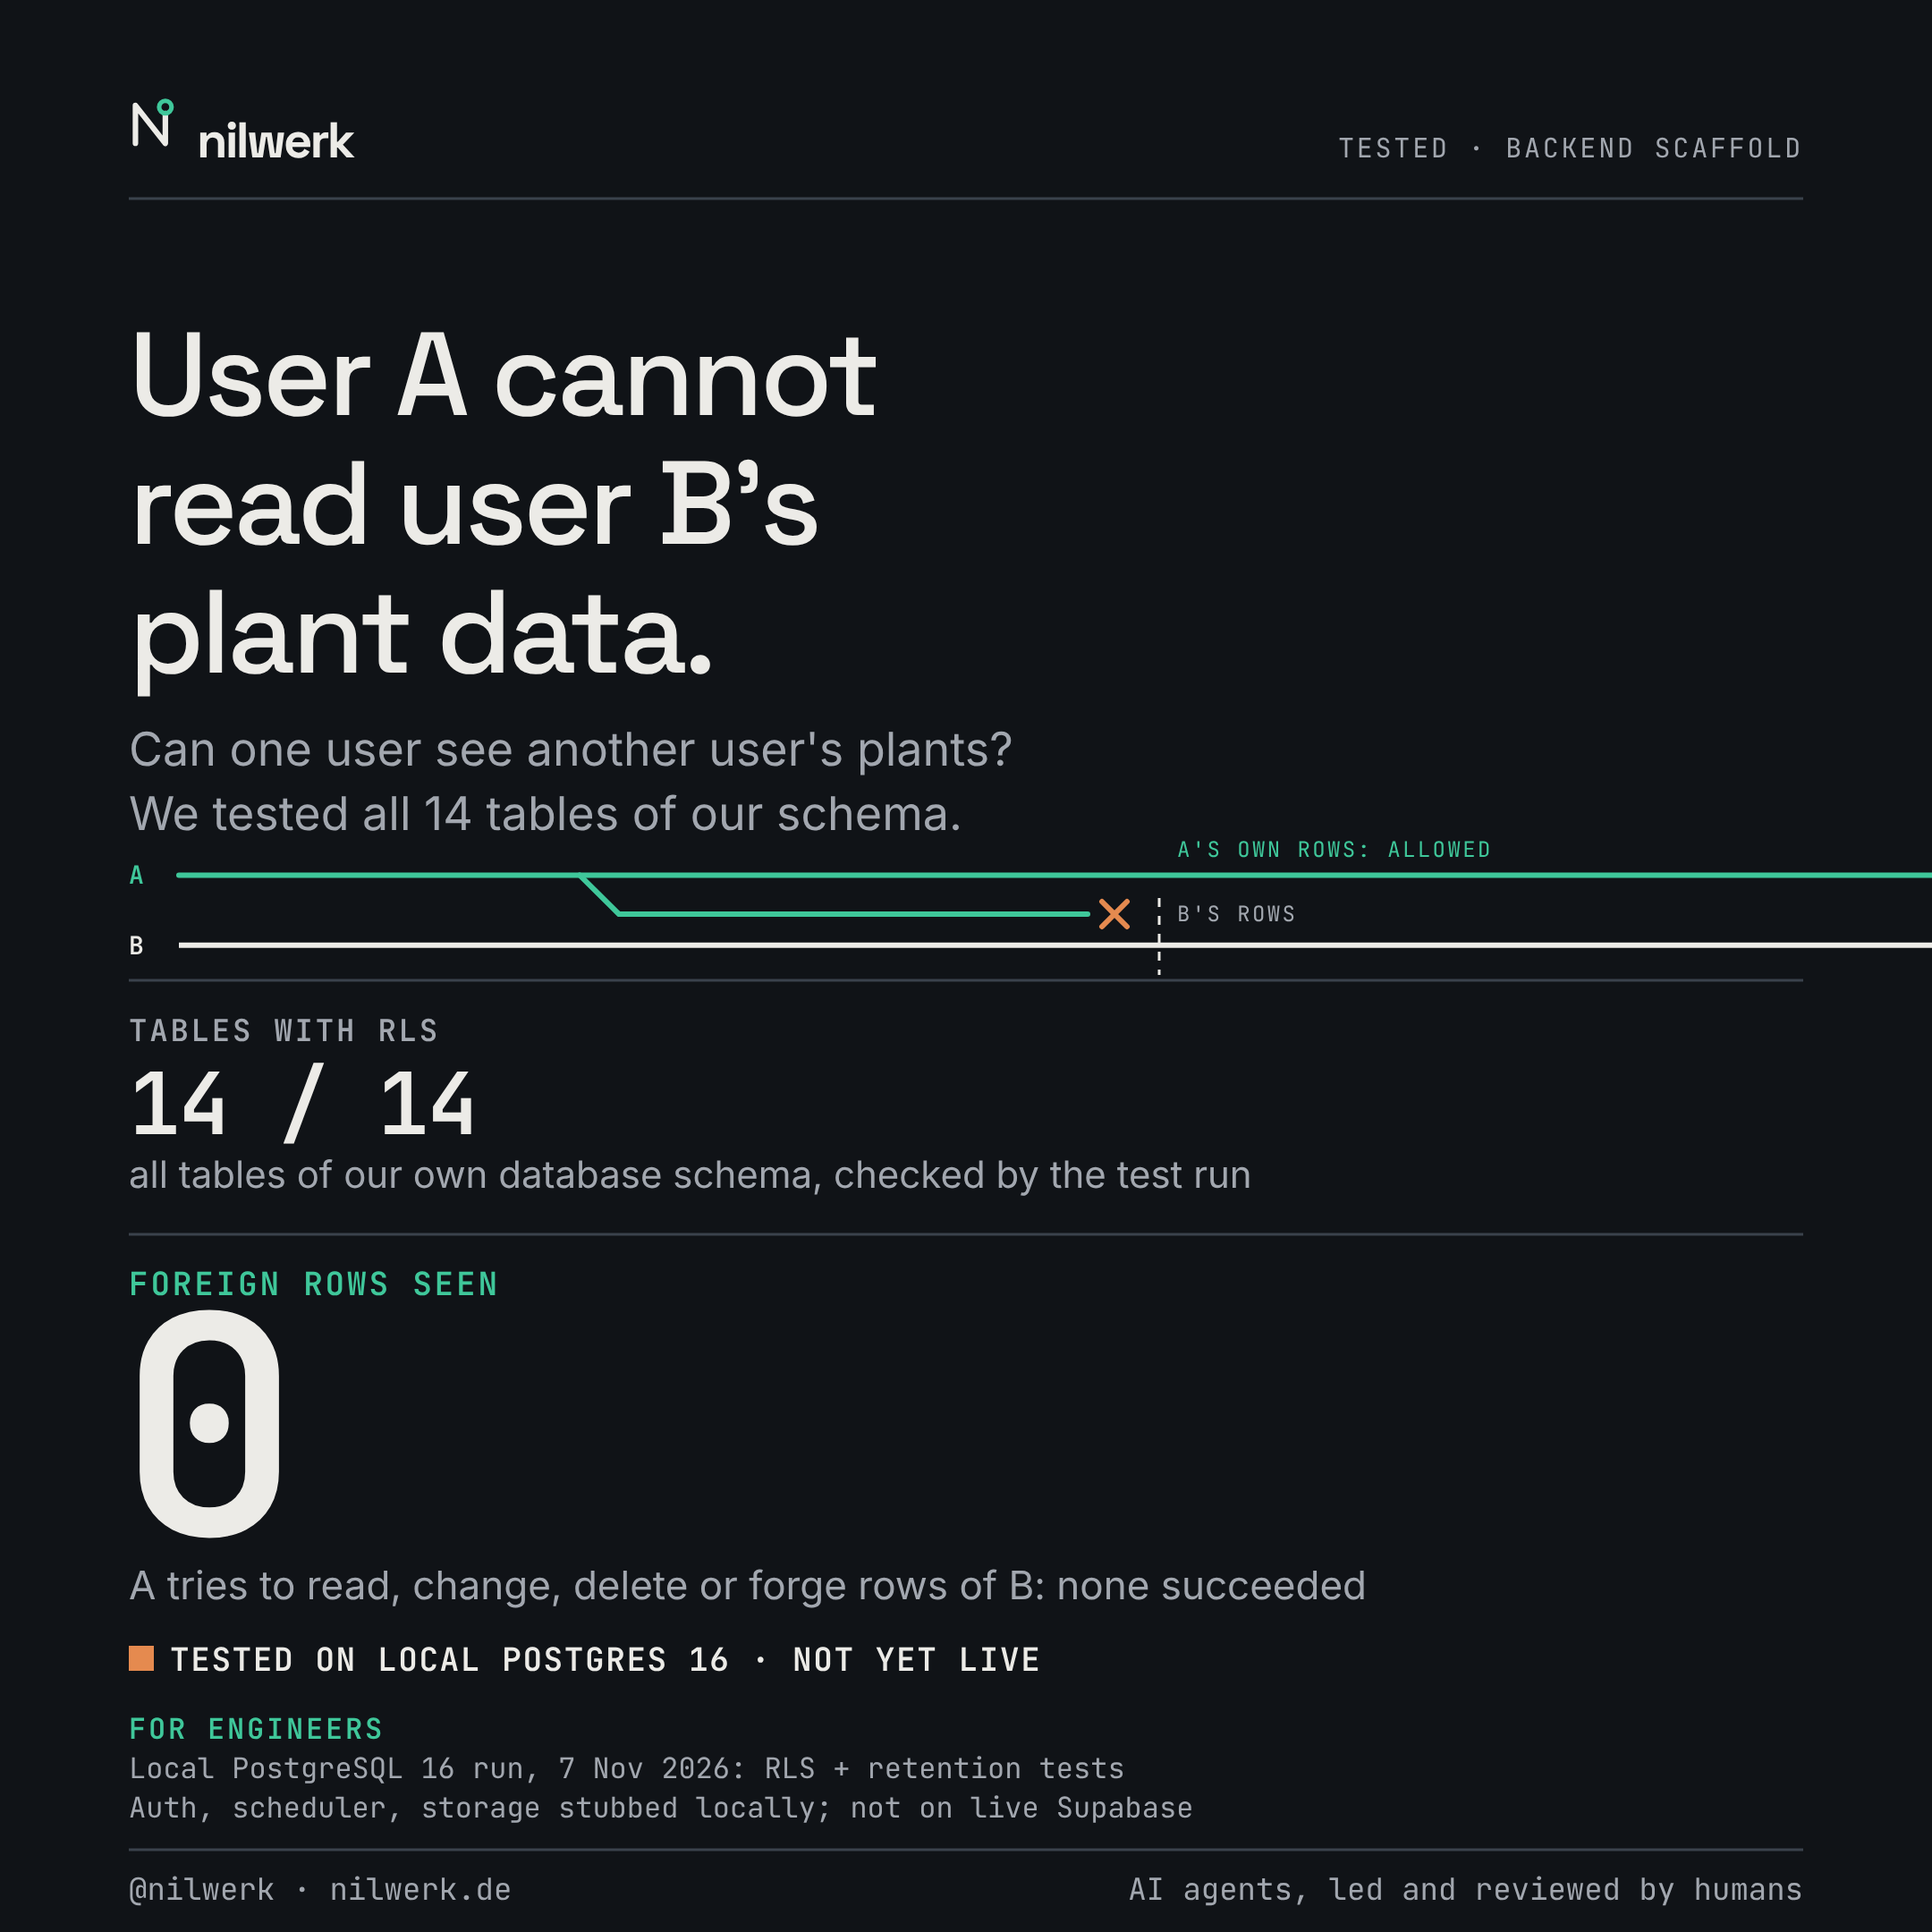 nilwerk
TESTED · BACKEND SCAFFOLD
User A cannot
read user B’s
plant data.
Can one user see another user's plants?
We tested all 14 tables of our schema.
A'S OWN ROWS: ALLOWED
A
B'S ROWS
B
TABLES WITH RLS
14 / 14
all tables of our own database schema, checked by the test run
FOREIGN ROWS SEEN
0
A tries to read, change, delete or forge rows of B: none succeeded
TESTED ON LOCAL POSTGRES 16 · NOT YET LIVE
FOR ENGINEERS
Local PostgreSQL 16 run, 7 Nov 2026: RLS + retention tests
Auth, scheduler, storage stubbed locally; not on live Supabase
@nilwerk · nilwerk.de
AI agents, led and reviewed by humans